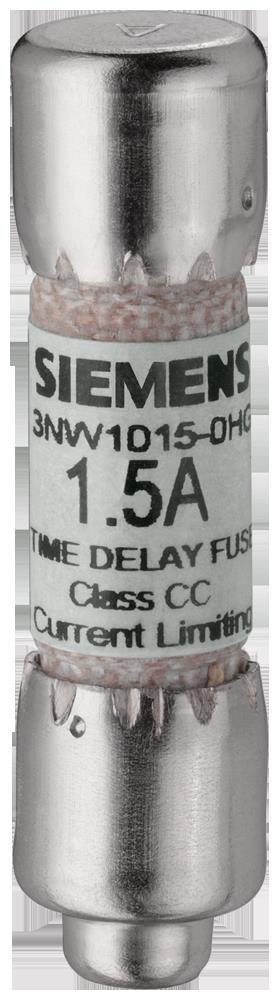 SIEMENS
3NW1015-0HG
1.5A
TIME DELAY FUSE
Class CC
Current Limiting